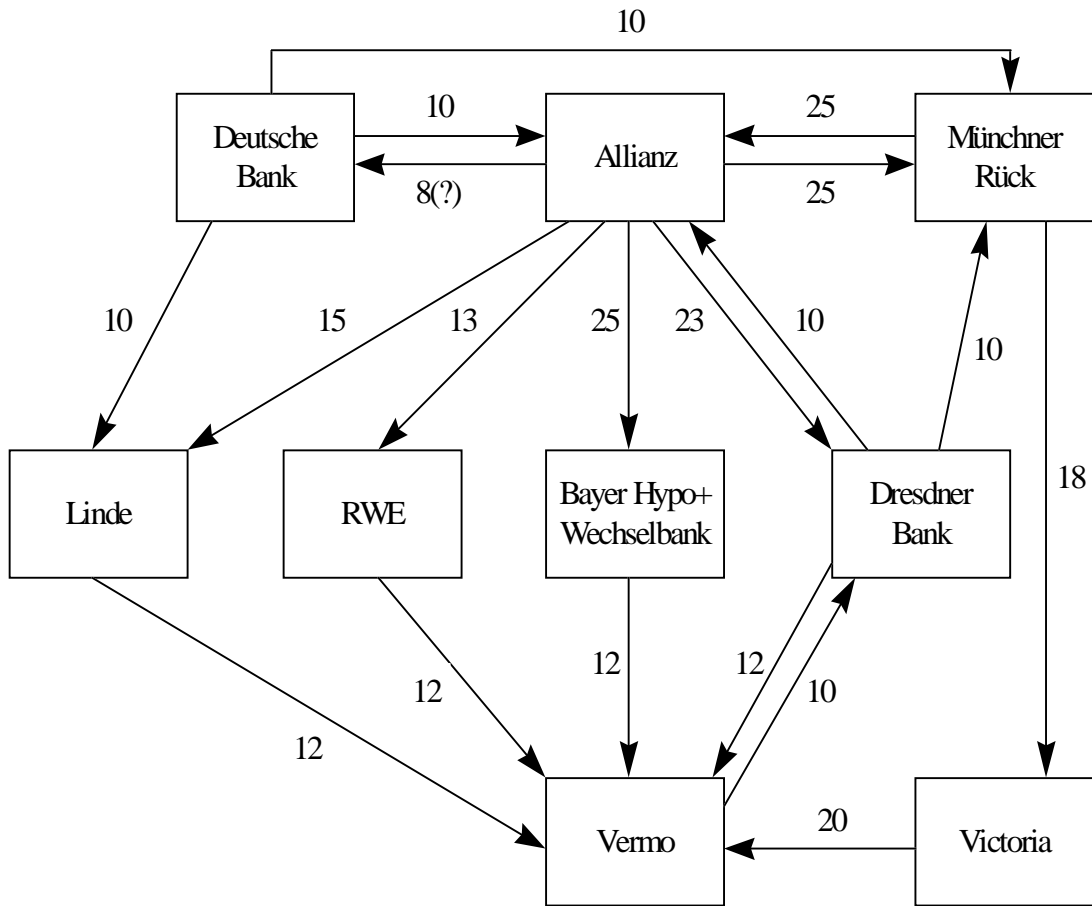 10
Deutsche
Bank
10
8(?)
Allianz
25
25
Münchner
Rück
10
15
13
25
23
10
10
18
Linde
RWE
Bayer Hypo+
Wechselbank
Dresdner
Bank
12
12
12
12
10
Vermo
20
Victoria